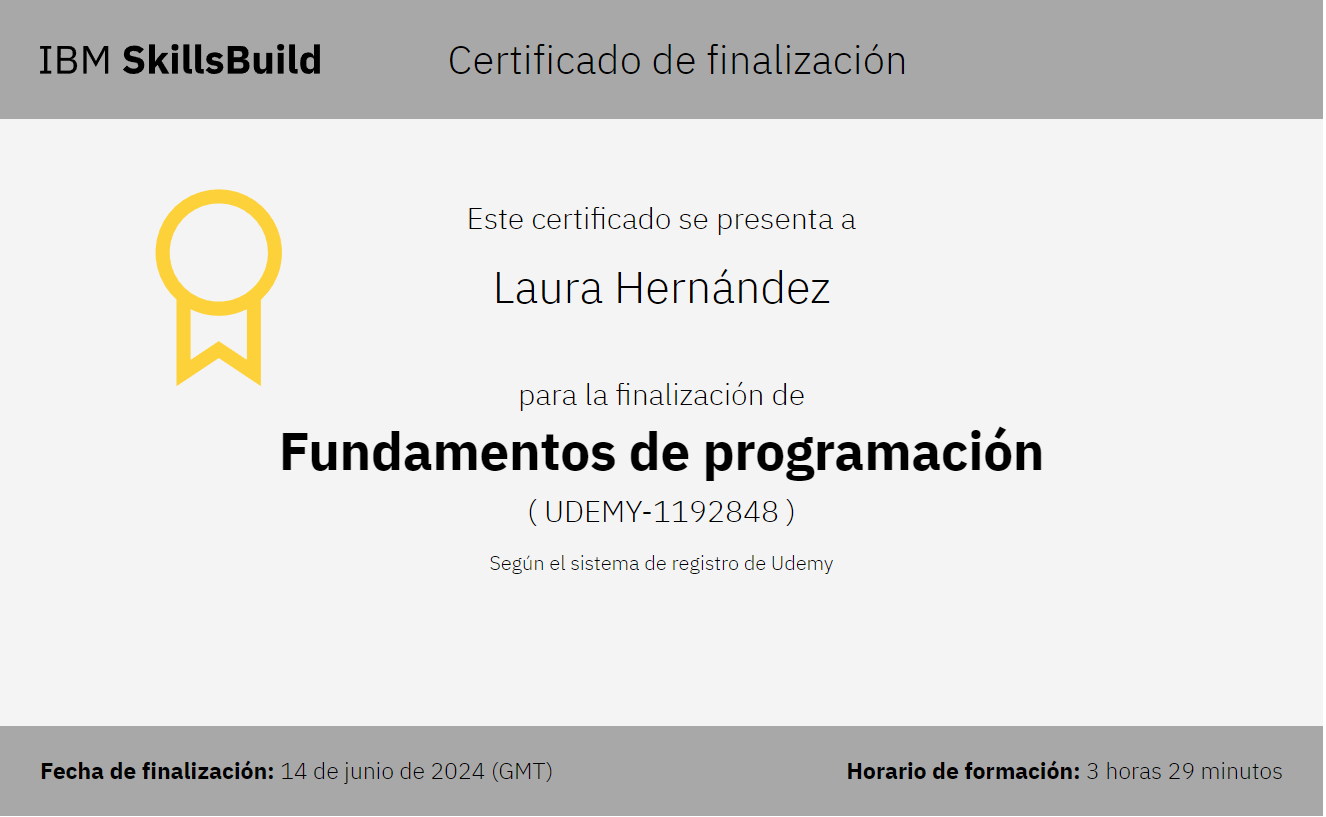 IBM SkillsBuild
Certificado de finalización
Este certificado se presenta a
Laura Hernández
para la finalización de
Fundamentos de programación
( UDEMY-1192848 )
Según el sistema de registro de Udemy
Fecha de finalización: 14 de junio de 2024 (GMT)
Horario de formación: 3 horas 29 minutos